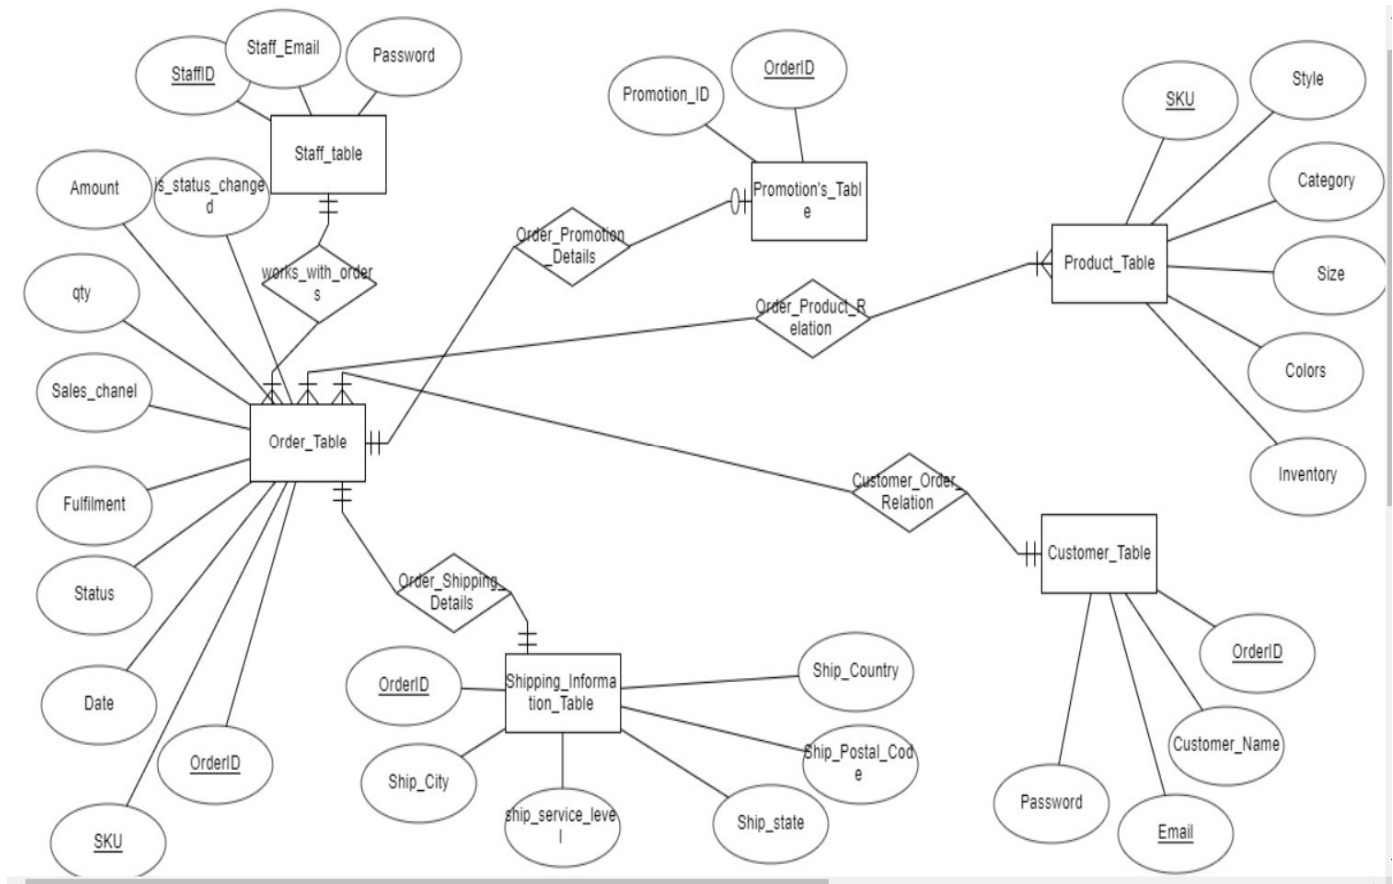 Staff_Email
StaffID
Password
OrderID
Promotion_ID
SKU
Style
Staff_table
Amount
is_status_change
d
Promotion's_Tabl
e
Category
Order_Promotion
_Details
works_with_order
s
Product_Table
Size
qty
Order_Product_R
elation
Sales_chanel
Colors
Order_Table
Fulfilment
Customer_Order_
Relation
Inventory
Customer_Table
Status
Order_Shipping_
Details
OrderID
Date
OrderID
Shipping_Informa
tion_Table
Ship_Country
OrderID
Ship_City
Ship_Postal_Cod
e
Customer_Name
SKU
ship_service_leve
l
Ship_state
Password
Email